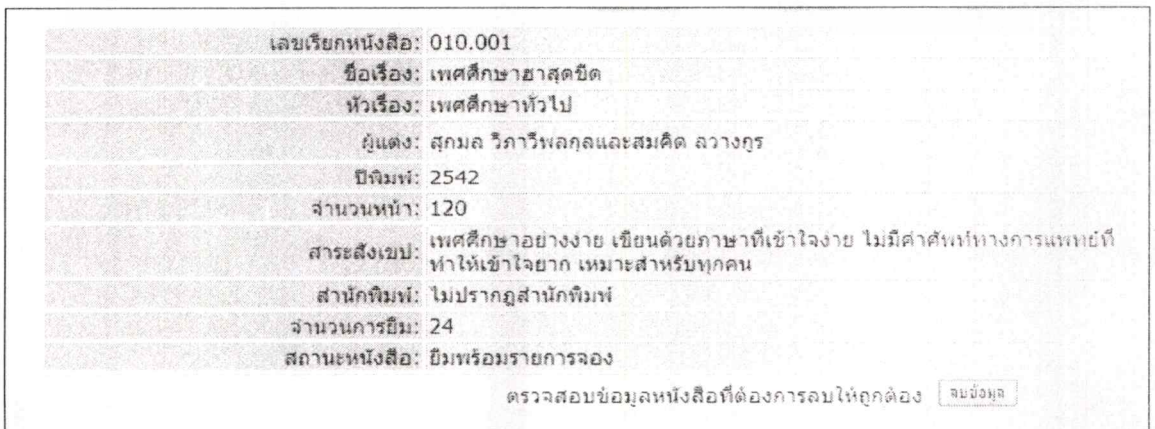 เลขเรียกหนังสือ: 010.001
ชื่อเรื่อง: เพศศึกษาฮาสุดขีด
หัวเรื่อง: เพศศึกษาทั่วไป
ผู้แต่ง: สุกมล วิภาวีพลกุลและสมคิด ลวางกูร
ปีพิมพ์: 2542
จำนวนหน้า: 120
สาระสังเขป: เพศศึกษาอย่างง่าย เขียนด้วยภาษาที่เข้าใจง่าย ไม่มีคำศัพท์ทางการแพทย์ที่
ทำให้เข้าใจยาก เหมาะสำหรับทุกคน
สำนักพิมพ์: ไม่ปรากฎสำนักพิมพ์
จำนวนการยืม: 24
สถานะหนังสือ: ยืมพร้อมรายการจอง
ตรวจสอบข้อมูลหนังสือที่ต้องการลบให้ถูกต้อง ลบข้อมูล